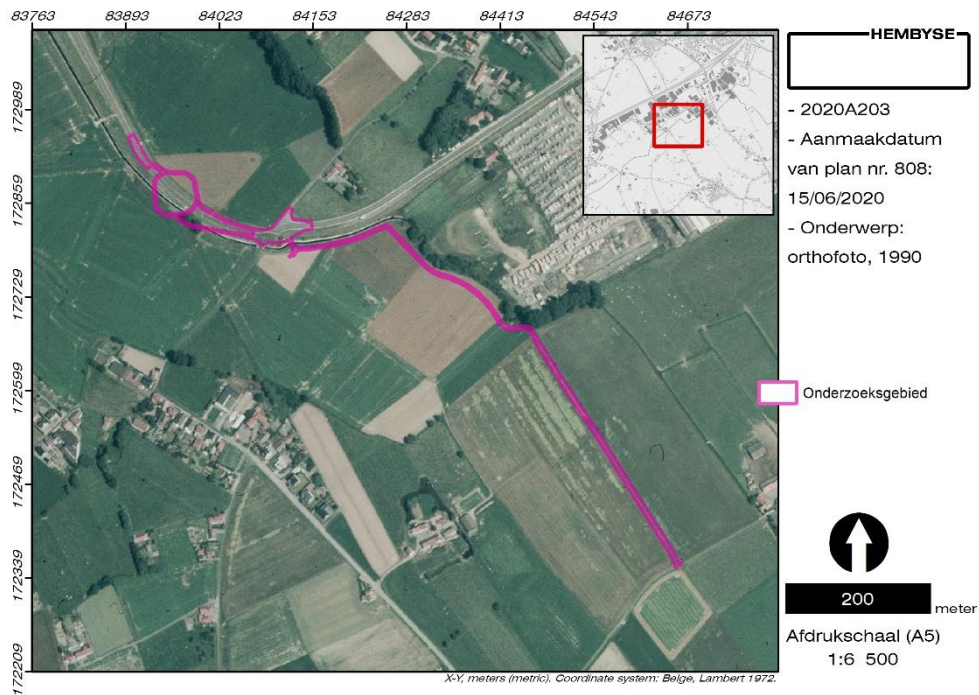 83763 83893 84023 84153 84283 84413 84543 84673
172989
172859
172729
172599
172469
172339
172209
HEMBYSE
- 2020A203
- Aanmaakdatum
van plan nr. 808:
15/06/2020
- Onderwerp:
orthofoto, 1990
Onderzoeksgebied
200 meter
Afdrukschaal (A5)
1:6 500
X-Y, meters (metric). Coordinate system: Belge, Lambert 1972.